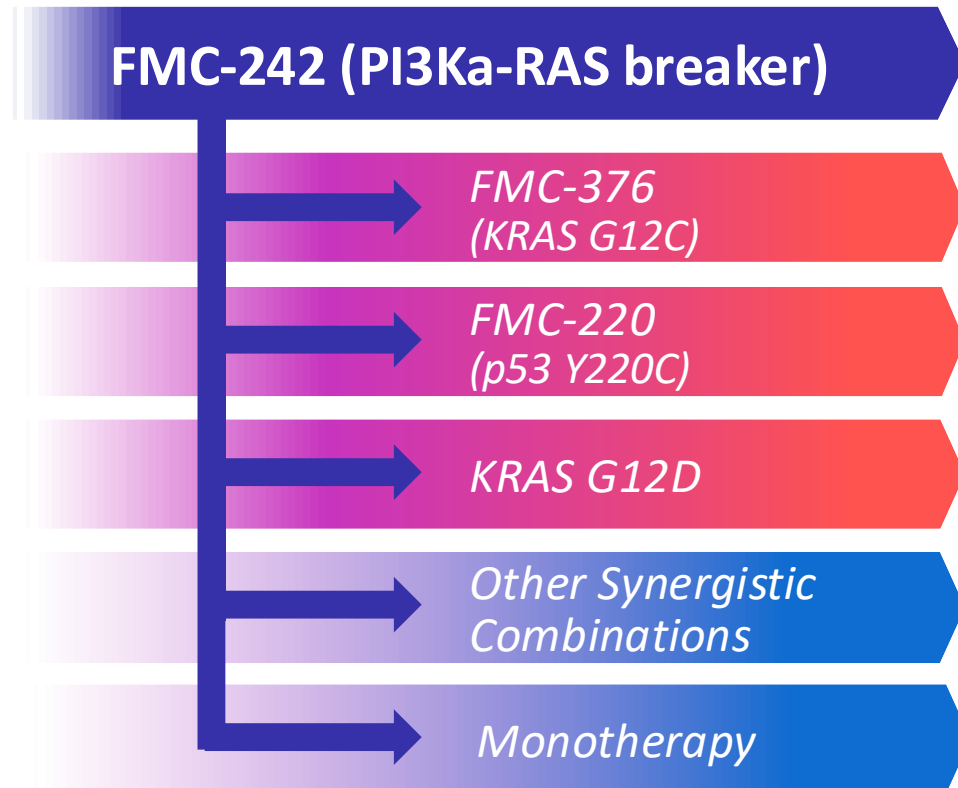 FMC-242 (PI3Ka-RAS breaker)
FMC-376
(KRAS G12C)
FMC-220
(p53 Y220C)
KRAS G12D
Other Synergistic
Combinations
Monotherapy